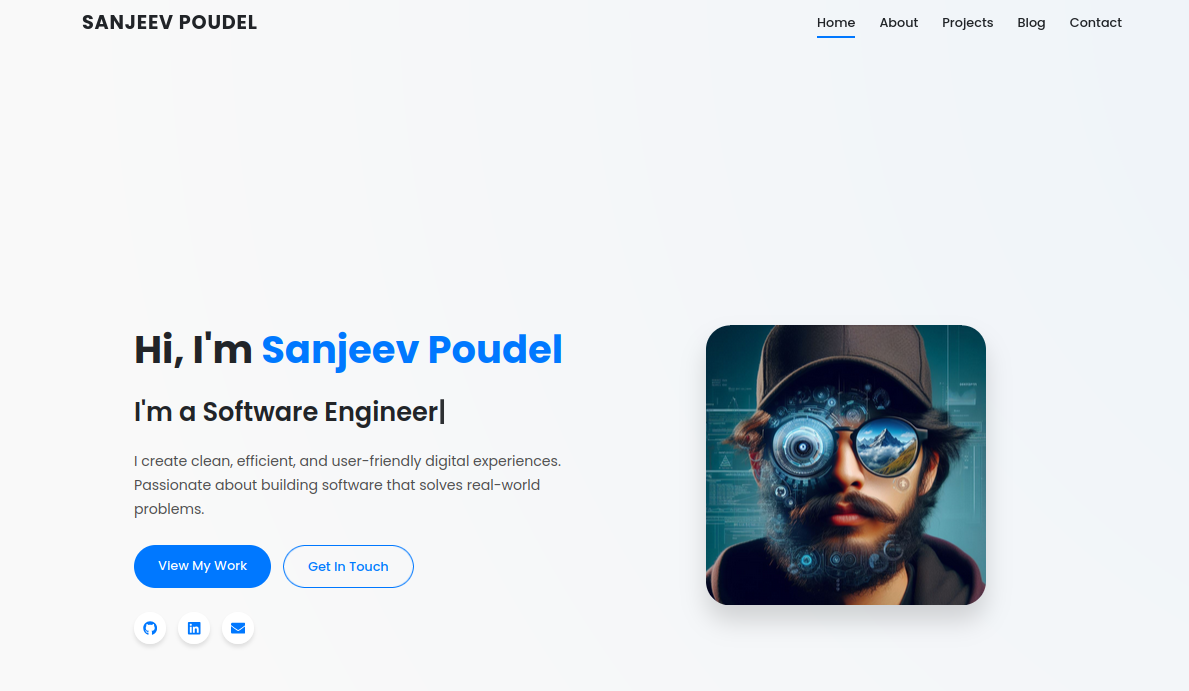 SANJEEV POUDEL
Home About Projects Blog Contact
Hi, I'm Sanjeev Poudel
I'm a Software Engineer|
I create clean, efficient, and user-friendly digital experiences.
Passionate about building software that solves real-world
problems.
View My Work
Get In Touch